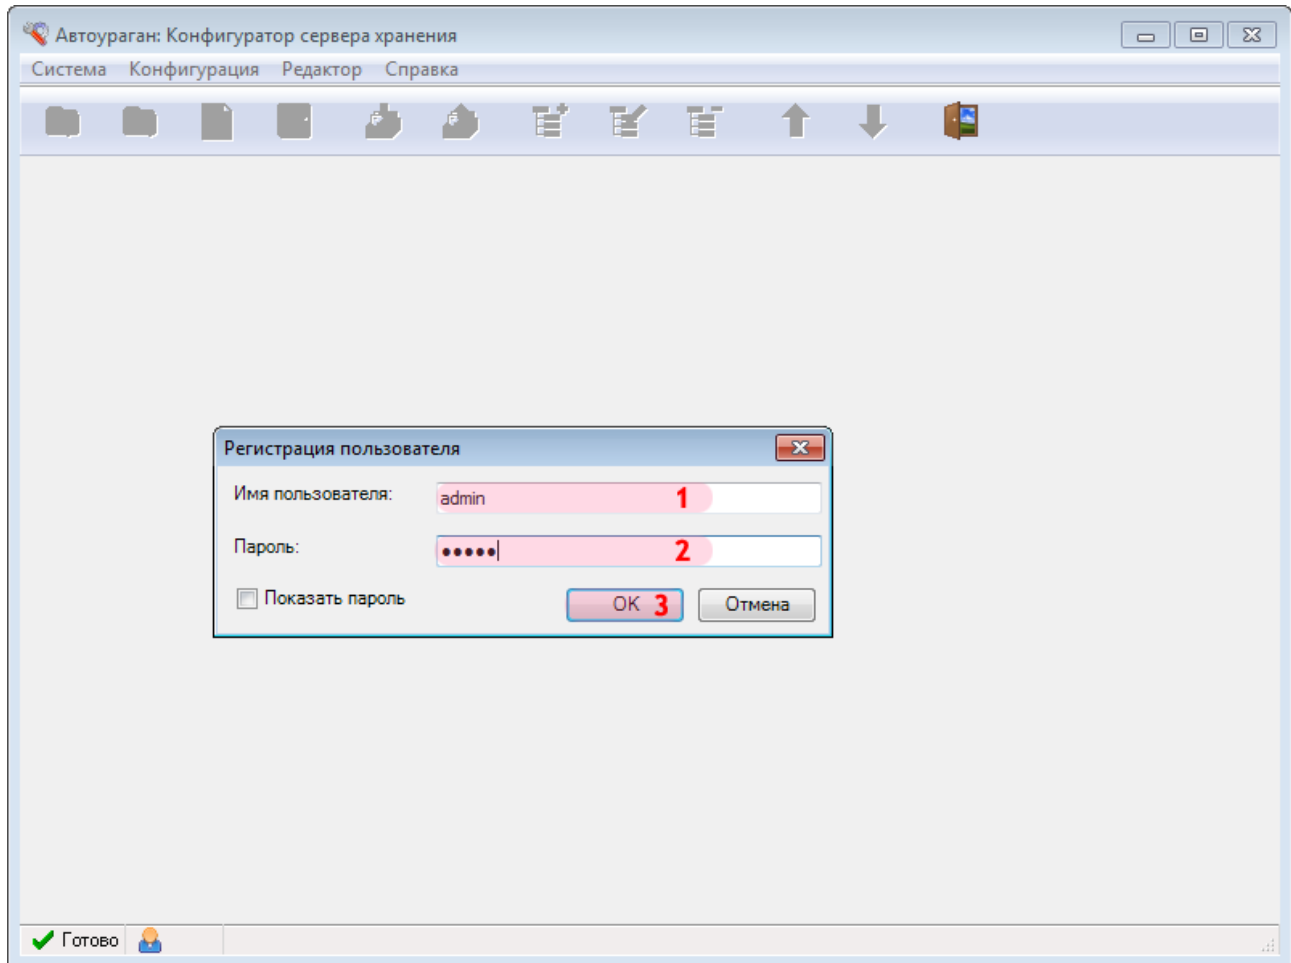 Автоураган: Конфигуратор сервера хранения
Система Конфигурация Редактор Справка
Регистрация пользователя
Имя пользователя: admin 1
Пароль: ●●●●● 2
Показать пароль OK 3 Отмена
Готово